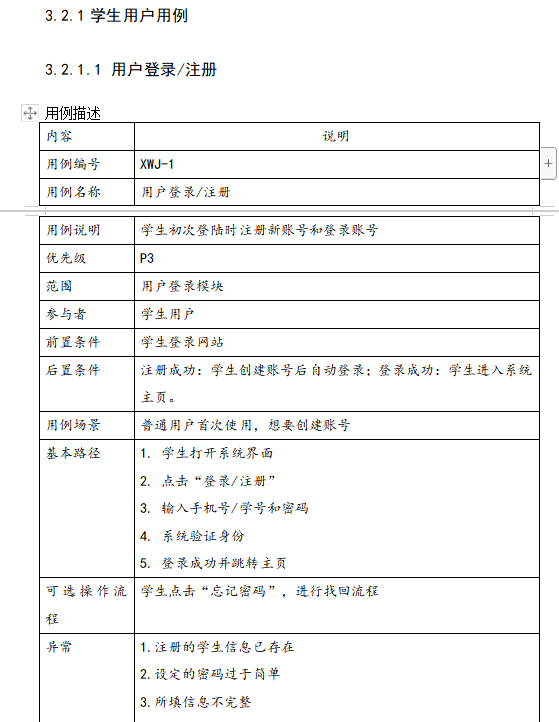 3.2.1 学生用户用例
3.2.1.1 用户登录/注册
用例描述
内容 说明
用例编号 XWJ-1
用例名称 用户登录/注册
用例说明 学生初次登陆时注册新账号和登录账号
优先级 P3
范围 用户登录模块
参与者 学生用户
前置条件 学生登录网站
后置条件 注册成功：学生创建账号后自动登录；登录成功：学生进入系统
主页。
用例场景 普通用户首次使用，想要创建账号
基本路径 1. 学生打开系统界面
2. 点击“登录/注册”
3. 输入手机号/学号和密码
4. 系统验证身份
5. 登录成功并跳转主页
可选操作流 学生点击“忘记密码”，进行找回流程
程
异常 1.注册的学生信息已存在
2.设定的密码过于简单
3.所填信息不完整